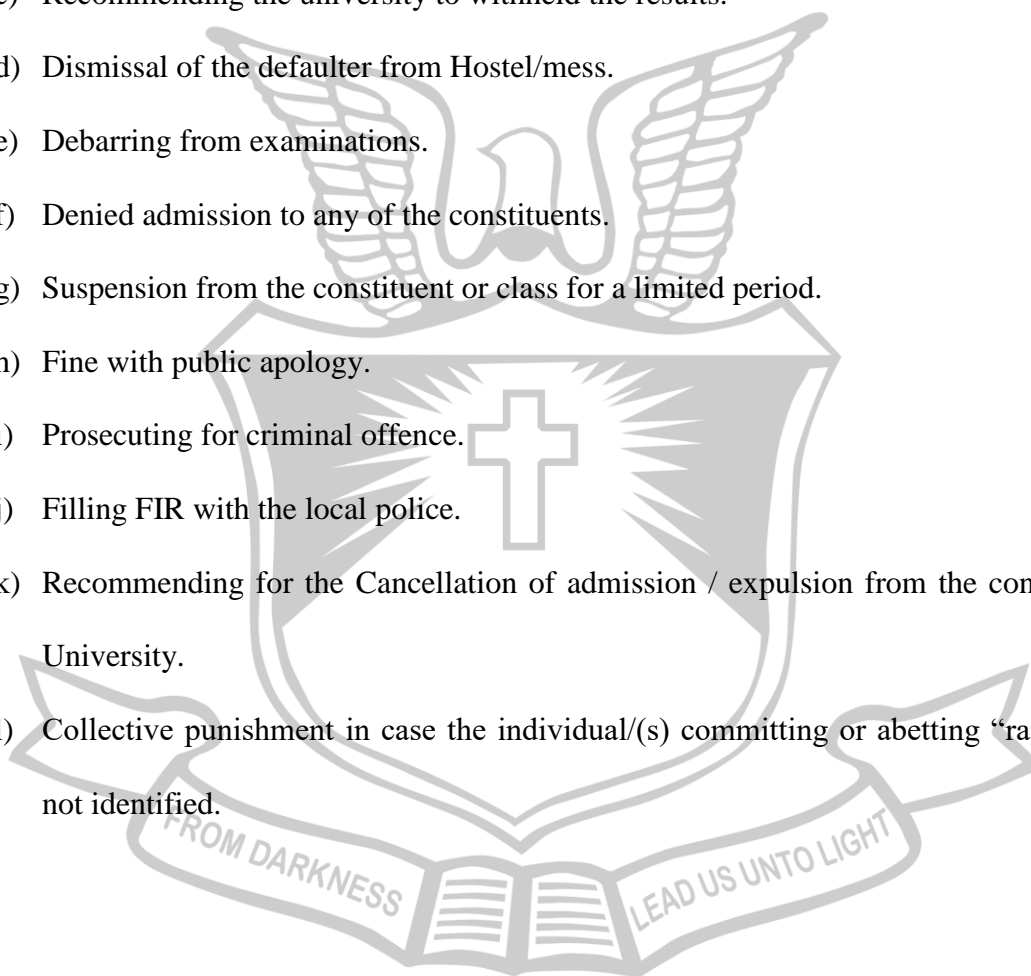 Recommending the university to withheld the results.
d) Dismissal of the defaulter from Hostel/mess.
e) Debarring from examinations.
f) Denied admission to any of the constituents.
g) Suspension from the constituent or class for a limited period.
h) Fine with public apology.
i) Prosecuting for criminal offence.
j) Filling FIR with the local police.
k) Recommending for the Cancellation of admission / expulsion from the con
University.
l) Collective punishment in case the individual/(s) committing or abetting “ra
not identified.
FROM DARKNESS
LEAD US UNTO LIGHT